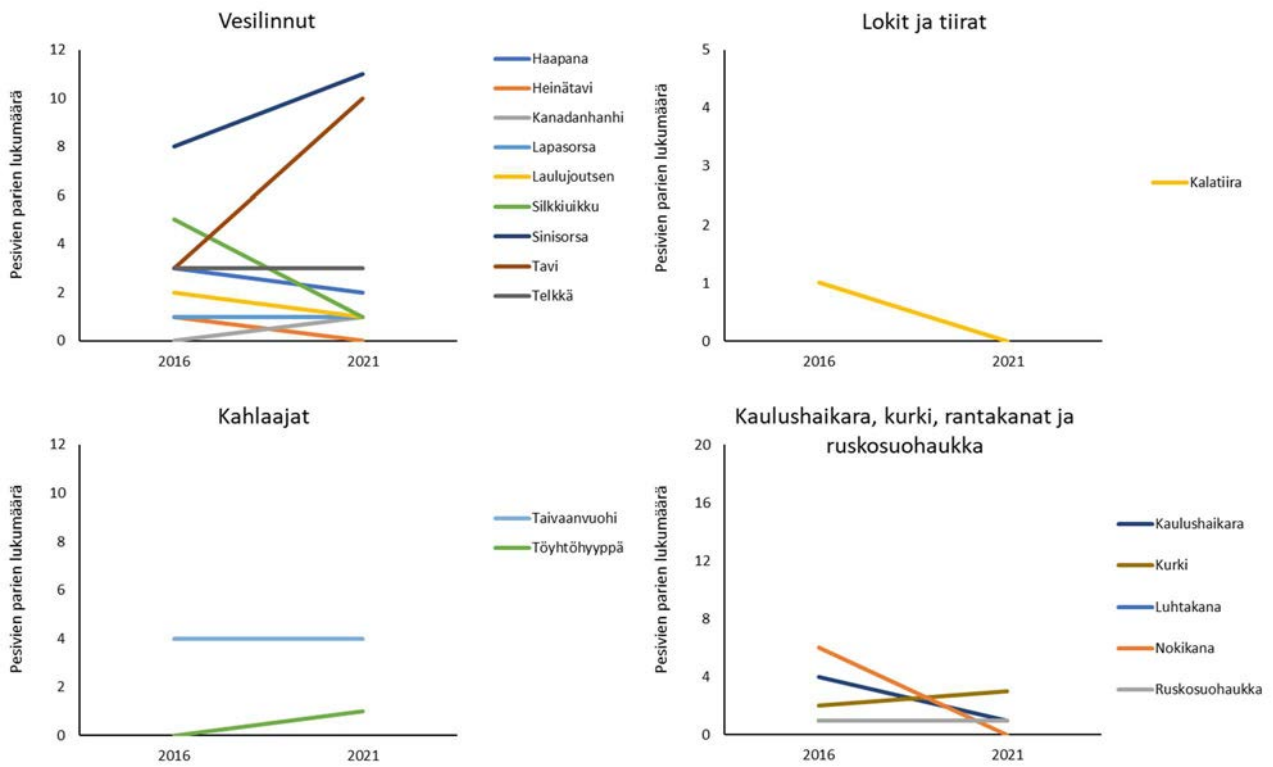 Vesilinnut
Pesivien parien lukumäärä
12
10
8
6
4
2
0
2016
2021
Haapana
Heinätavi
Kanadanhanhi
Lapasorsa
Laulujoutsen
Silkkiuikku
Sinisorsa
Tavi
Telkkä
Lokit ja tiirat
Pesivien parien lukumäärä
5
4
3
2
1
0
2016
2021
Kalatiira
Kahlaajat
Pesivien parien lukumäärä
12
10
8
6
4
2
0
2016
2021
Taivaanvuohi
Töyhtöhyyppä
Kaulushaikara, kurki, rantakanat ja
ruskosuohaukka
Pesivien parien lukumäärä
20
16
12
8
4
0
2016
2021
Kaulushaikara
Kurki
Luhtakana
Nokikana
Ruskosuohaukka